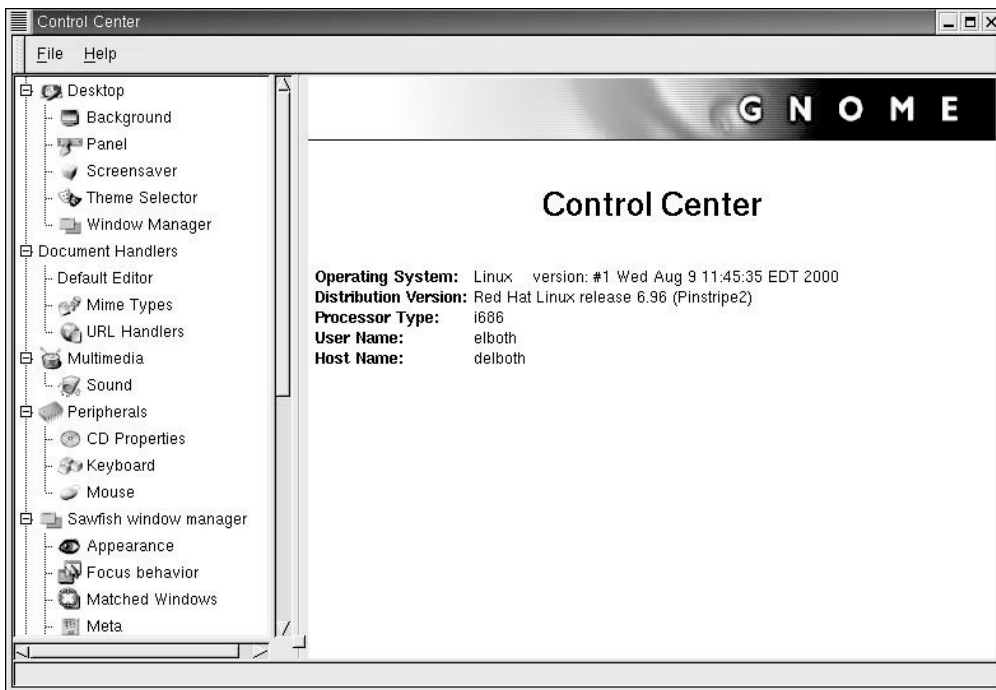 Control Center
File Help
Desktop
Background
Panel
Screensaver
Theme Selector
Window Manager
Document Handlers
Default Editor
Mime Types
URL Handlers
Multimedia
Sound
Peripherals
CD Properties
Keyboard
Mouse
Sawfish window manager
Appearance
Focus behavior
Matched Windows
Meta
GNOME
Control Center
Operating System: Linux version: #1 Wed Aug 9 11:45:35 EDT 2000
Distribution Version: Red Hat Linux release 6.96 (Pinstripe2)
Processor Type: i686
User Name: elboth
Host Name: delboth